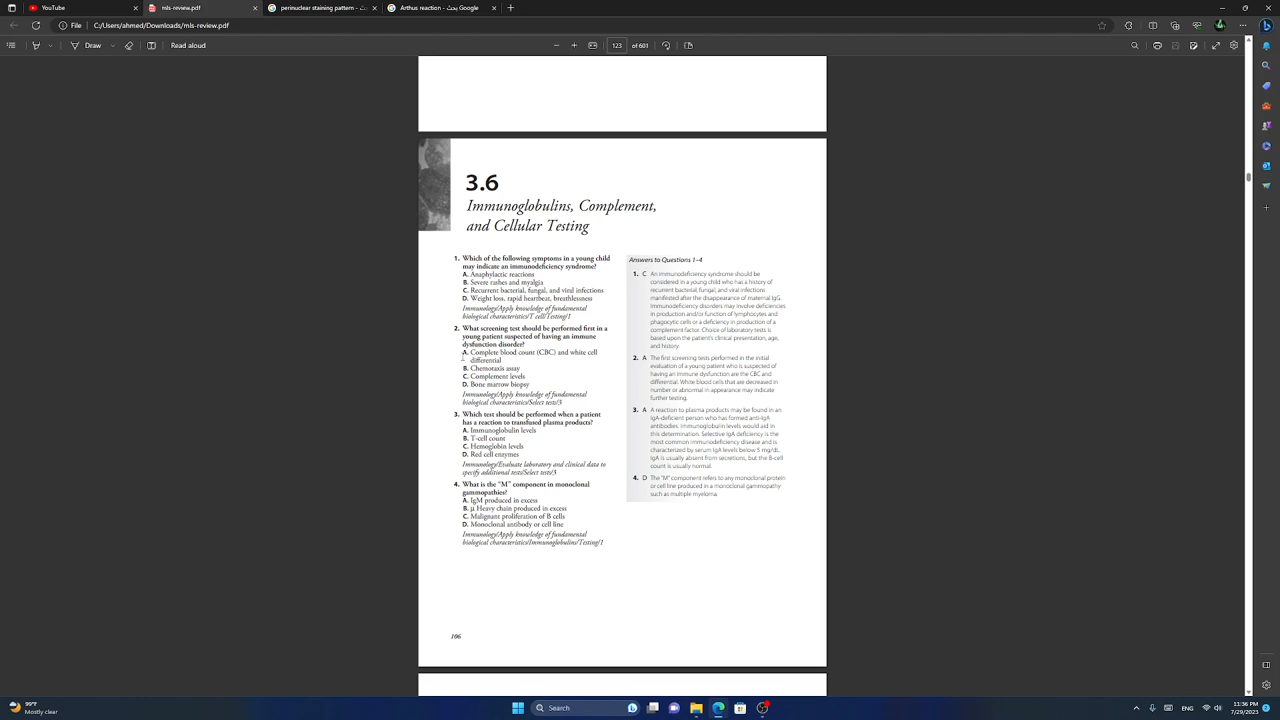 YouTube
mls-review.pdf
perinuclear staining pattern -
Arthus reaction -
Google
File
C:/Users/ahmed/Downloads/mls-review.pdf
Draw
Read aloud
123
of 601
3.6
Immunoglobulins, Complement,
and Cellular Testing
1. Which of the following symptoms in a young child
may indicate an immunodeficiency syndrome?
A. Anaphylactic reactions
B. Severe rashes and myalgia
C. Recurrent bacterial, fungal, and viral infections
D. Weight loss, rapid heartbeat, breathlessness
Immunology/Apply knowledge of fundamental
biological characteristics/T cell/Testing/1
2. What screening test should be performed first in a
young patient suspected of having an immune
dysfunction disorder?
A. Complete blood count (CBC) and white cell
differential
B. Chemotaxis assay
C. Complement levels
D. Bone marrow biopsy
Immunology/Apply knowledge of fundamental
biological characteristics/Select tests/3
3. Which test should be performed when a patient
has a reaction to transfused plasma products?
A. Immunoglobulin levels
B. T-cell count
C. Hemoglobin levels
D. Red cell enzymes
Immunology/Evaluate laboratory and clinical data to
specify additional tests/Select tests/3
4. What is the "M" component in monoclonal
gammopathies?
A. IgM produced in excess
B. μ Heavy chain produced in excess
C. Malignant proliferation of B cells
D. Monoclonal antibody or cell line
Immunology/Apply knowledge of fundamental
biological characteristics/Immunoglobulins/Testing/1
Answers to Questions 1–4
1. C An immunodeficiency syndrome should be
considered in a young child who has a history of
recurrent bacterial, fungal, and viral infections
manifested after the disappearance of maternal IgG.
Immunodeficiency disorders may involve deficiencies
in production and/or function of lymphocytes and
phagocytic cells or a deficiency in production of a
complement factor. Choice of laboratory tests is
based upon the patient's clinical presentation, age,
and history.
2. A The first screening tests performed in the initial
evaluation of a young patient who is suspected of
having an immune dysfunction are the CBC and
differential. White blood cells that are decreased in
number or abnormal in appearance may indicate
further testing.
3. A A reaction to plasma products may be found in an
IgA-deficient person who has formed anti-IgA
antibodies. Immunoglobulin levels would aid in
this determination. Selective IgA deficiency is the
most common immunodeficiency disease and is
characterized by serum IgA levels below 5 mg/dL.
IgA is usually absent from secretions, but the B-cell
count is usually normal.
4. D The "M" component refers to any monoclonal protein
or cell line produced in a monoclonal gammopathy
such as multiple myeloma.
106
99°F
Mostly clear
Search
ENG
11:36 PM
7/29/2023